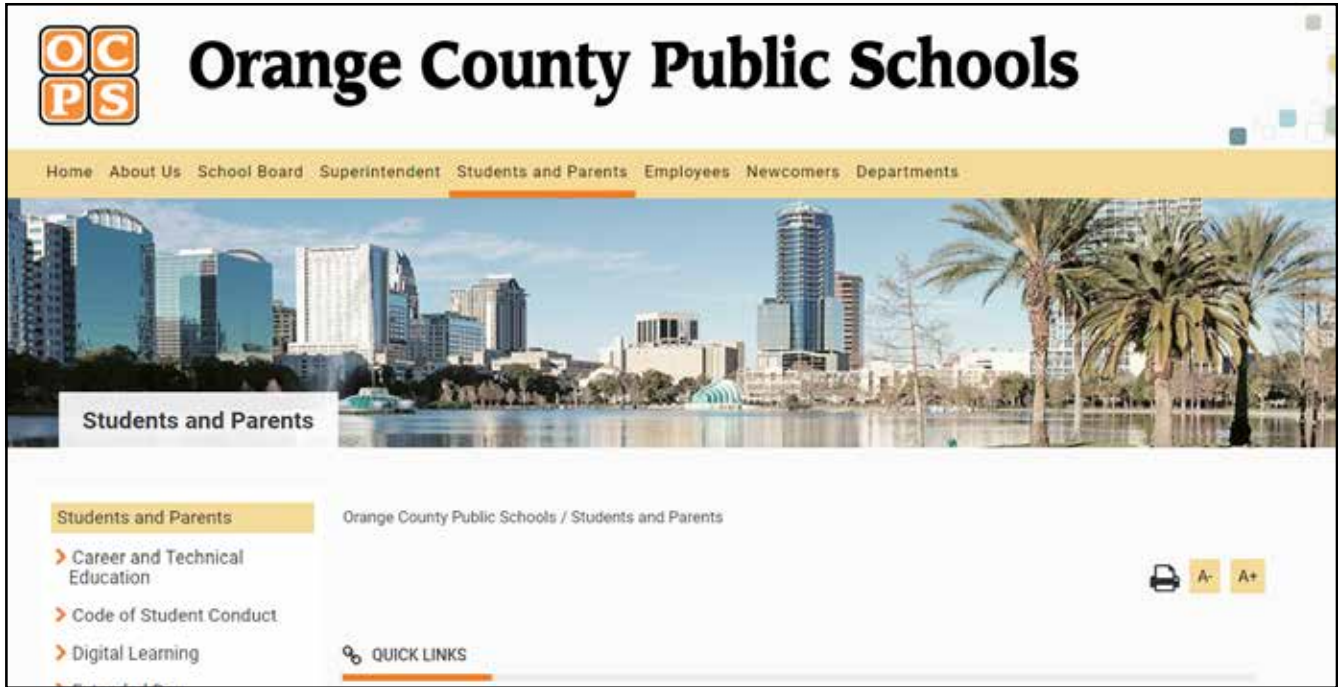 OC
PS
Orange County Public Schools
Home About Us School Board Superintendent Students and Parents Employees Newcomers Departments
Students and Parents
Students and Parents
Orange County Public Schools / Students and Parents
Career and Technical
Education
A- A+
Code of Student Conduct
Digital Learning
QUICK LINKS